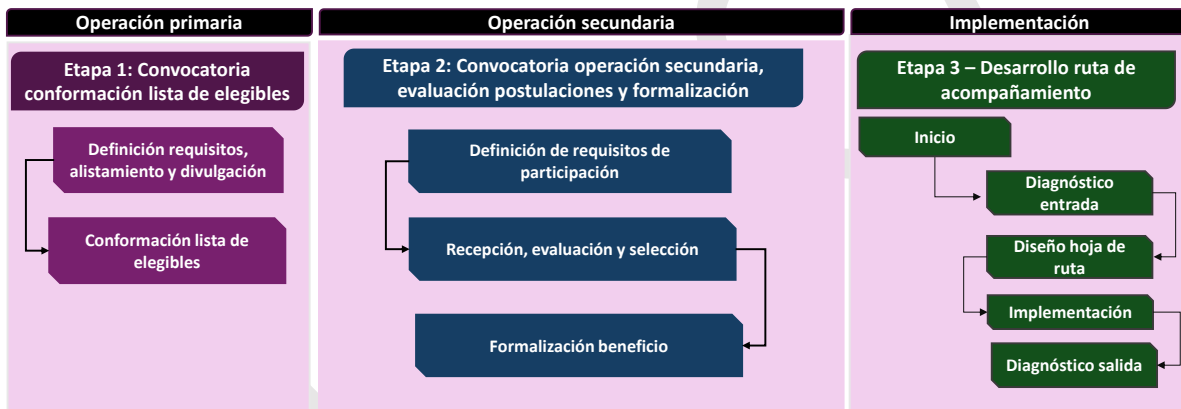 Operación primaria
Etapa 1: Convocatoria
conformación lista de elegibles
Definición requisitos,
alistamiento y divulgación
Conformación lista de
elegibles
Operación secundaria
Etapa 2: Convocatoria operación secundaria,
evaluación postulaciones y formalización
Definición de requisitos de
participación
Recepción, evaluación y selección
Formalización beneficio
Implementación
Etapa 3 – Desarrollo ruta de
acompañamiento
Inicio
Diagnóstico
entrada
Diseño hoja de
ruta
Implementación
Diagnóstico salida